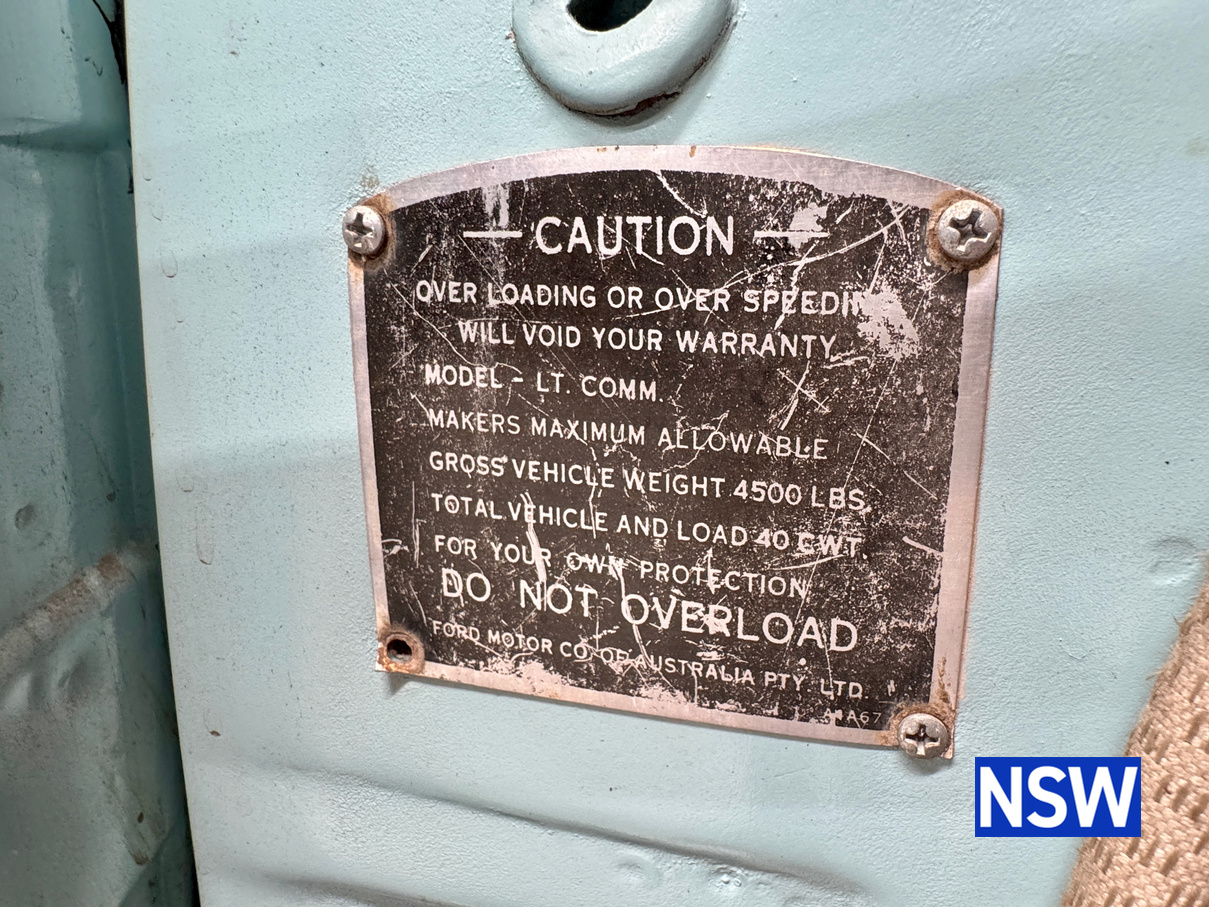 — CAUTION —
OVER LOADING OR OVER SPEEDIN
WILL VOID YOUR WARRANTY
MODEL - LT. COMM.
MAKERS MAXIMUM ALLOWABLE
GROSS VEHICLE WEIGHT 4500 LBS.
TOTAL VEHICLE AND LOAD 40 CWT.
FOR YOUR OWN PROTECTION
DO NOT OVERLOAD
FORD MOTOR CO. OF AUSTRALIA PTY. LTD.
NSW